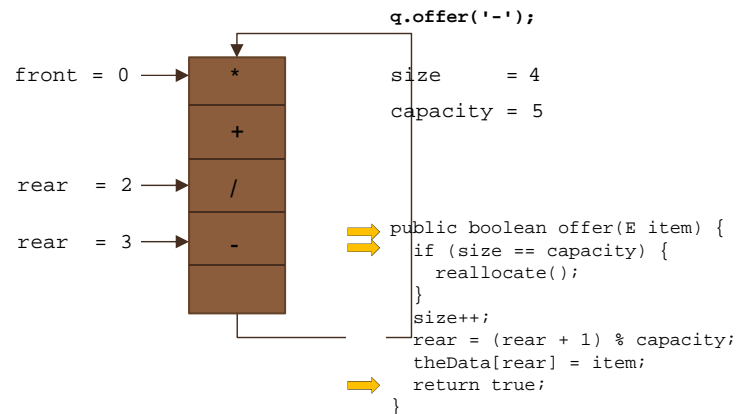 q.offer('-');
front = 0
*
size = 4
+
capacity = 5
rear = 2
/
rear = 3
-
public boolean offer(E item) {
if (size == capacity) {
reallocate();
}
size++;
rear = (rear + 1) % capacity;
theData[rear] = item;
return true;
}